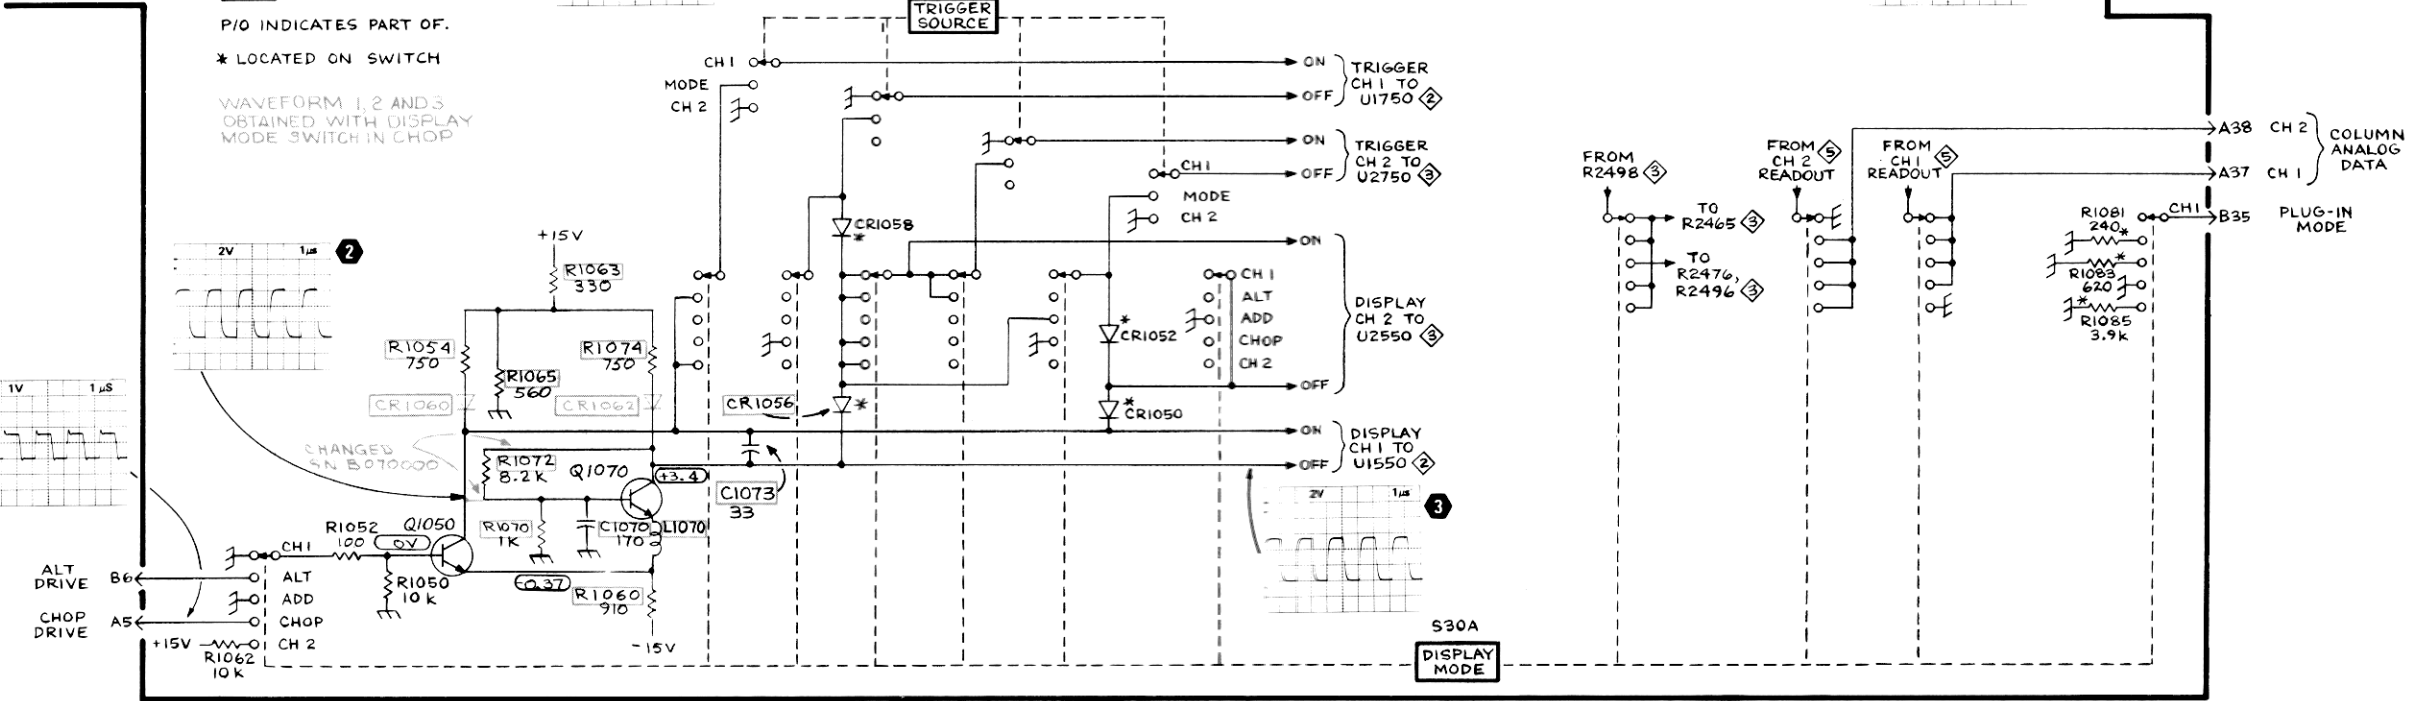 TRIGGER
SOURCE
P/O INDICATES PART OF.
* LOCATED ON SWITCH
WAVEFORM 1, 2 AND 3
OBTAINED WITH DISPLAY
MODE SWITCH IN CHOP
CH 1
MODE
CH 2
ON
OFF
TRIGGER
CH 1 TO
U1750 2
ON
OFF
TRIGGER
CH 2 TO
U2750 3
CH 1
MODE
CH 2
ON
OFF
DISPLAY
CH 2 TO
U2550 3
ON
OFF
DISPLAY
CH 1 TO
U1550 2
2V 1µs
2
+15V
R1063
330
R1054
750
R1074
750
R1065
560
CR1060
CR1062
CR1058
*
CR1056
*
*
CR1052
*
CR1050
CH 1
ALT
ADD
CHOP
CH 2
1V 1µS
CHANGED
SN B070000
R1072
8.2K
Q1070
+3.4
C1073
33
R1070
1K
C1070
170
L1070
R1052
100
Q1050
0V
R1050
10K
-0.37
R1060
910
-15V
ALT
DRIVE B6
CHOP
DRIVE A5
CH1
ALT
ADD
CHOP
CH 2
+15V
R1062
10K
2V 1µs
3
S30A
DISPLAY
MODE
FROM
R2498 3
TO
R2465 3
TO
R2476,
R2496 3
FROM
CH 2 5
READOUT
FROM
CH 1 5
READOUT
A38 CH 2
A37 CH 1
COLUMN
ANALOG
DATA
CH1 B35 PLUG-IN
MODE
R1081
240 *
*
R1083
620
*
R1085
3.9K